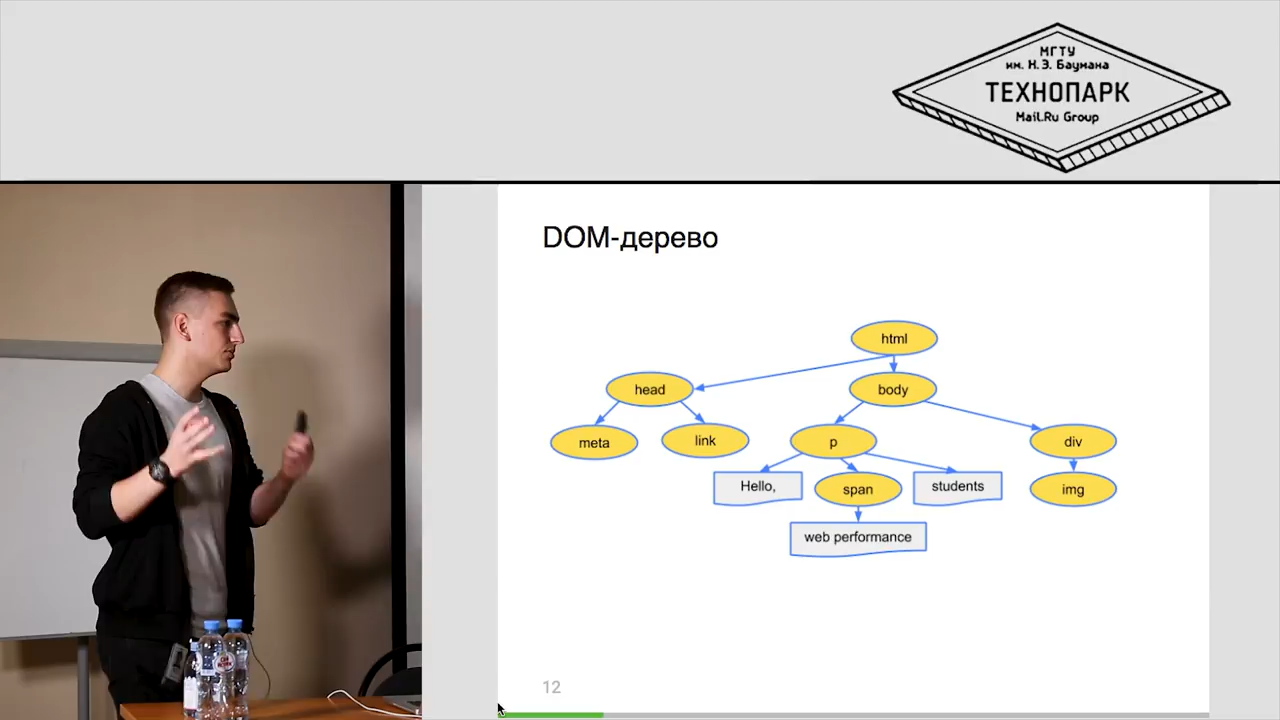 МГТУ
им. Н. Э. Баумана
ТЕХНОПАРК
Mail.Ru Group
DOM-дерево
html
head
body
meta
link
p
div
Hello,
span
students
img
web performance
12